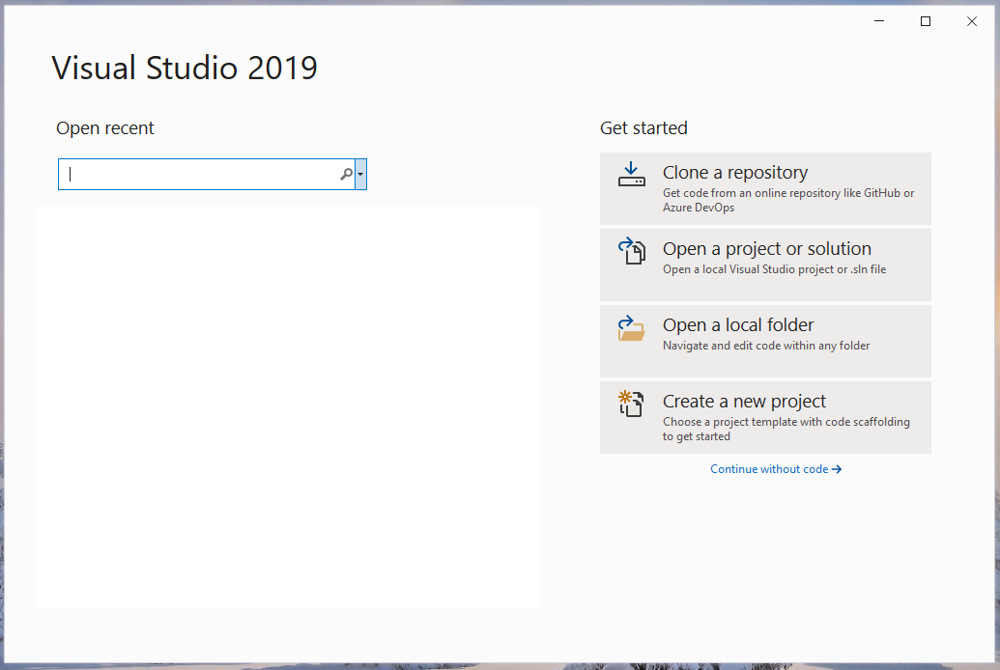 Visual Studio 2019
Open recent
Get started
Clone a repository
Get code from an online repository like GitHub or
Azure DevOps
Open a project or solution
Open a local Visual Studio project or .sln file
Open a local folder
Navigate and edit code within any folder
Create a new project
Choose a project template with code scaffolding
to get started
Continue without code →